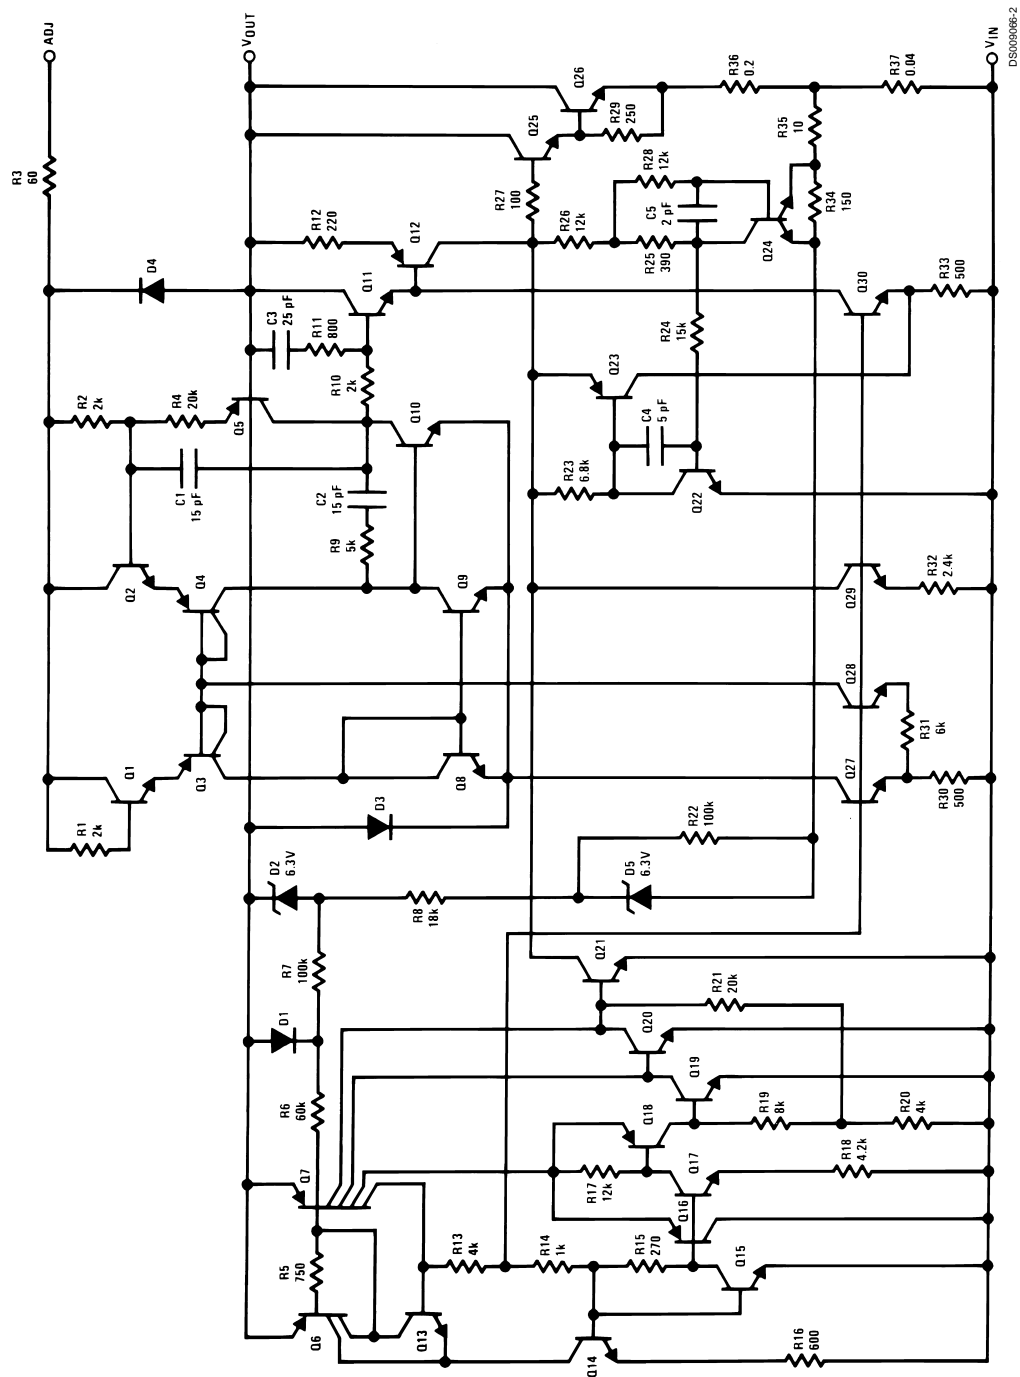 ADJ
R3
60
VOUT
R1
2k
Q1
Q3
Q2
Q4
R2
2k
R4
20k
C1
15 pF
Q5
D4
C3
25 pF
R11
800
R12
220
R10
2k
Q11
Q12
C2
15 pF
R9
5k
Q10
Q9
Q8
D3
D2
6.3V
R7
100k
D1
R6
60k
R8
18k
Q7
R5
750
Q6
Q13
R13
4k
R14
1k
R15
270
Q14
Q15
R16
600
Q16
Q17
R17
12k
Q18
R18
4.2k
R19
8k
R20
4k
Q19
Q20
R21
20k
Q21
D5
6.3V
R22
100k
Q27
Q28
R30
500
R31
6k
Q29
R32
2.4k
R23
6.8k
C4
5 pF
Q22
Q23
R24
15k
R25
390
R26
12k
R27
100
R28
12k
C5
2 pF
Q24
Q25
Q26
R29
250
R36
0.2
R37
0.04
R35
10
R34
150
Q30
R33
500
VIN
DS009066-2